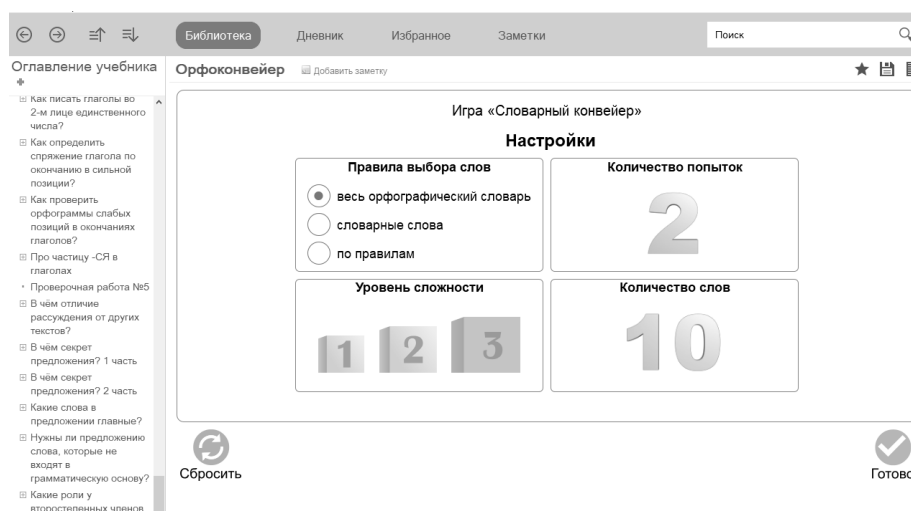 Библиотека
Дневник
Избранное
Заметки
Поиск
Оглавление учебника
Как писать глаголы во
2-м лице единственного
числа?
Как определить
спряжение глагола по
окончанию в сильной
позиции?
Как проверить
орфограммы слабых
позиций в окончаниях
глаголов?
Про частицу -СЯ в
глаголах
Проверочная работа №5
В чём отличие
рассуждения от других
текстов?
В чём секрет
предложения? 1 часть
В чём секрет
предложения? 2 часть
Какие слова в
предложении главные?
Нужны ли предложению
слова, которые не
входят в
грамматическую основу?
Какие роли у
второстепенных членов
Орфоконвейер
Добавить заметку
Игра «Словарный конвейер»
Настройки
Правила выбора слов
весь орфографический словарь
словарные слова
по правилам
Количество попыток
2
Уровень сложности
1 2 3
Количество слов
10
Сбросить
Готово